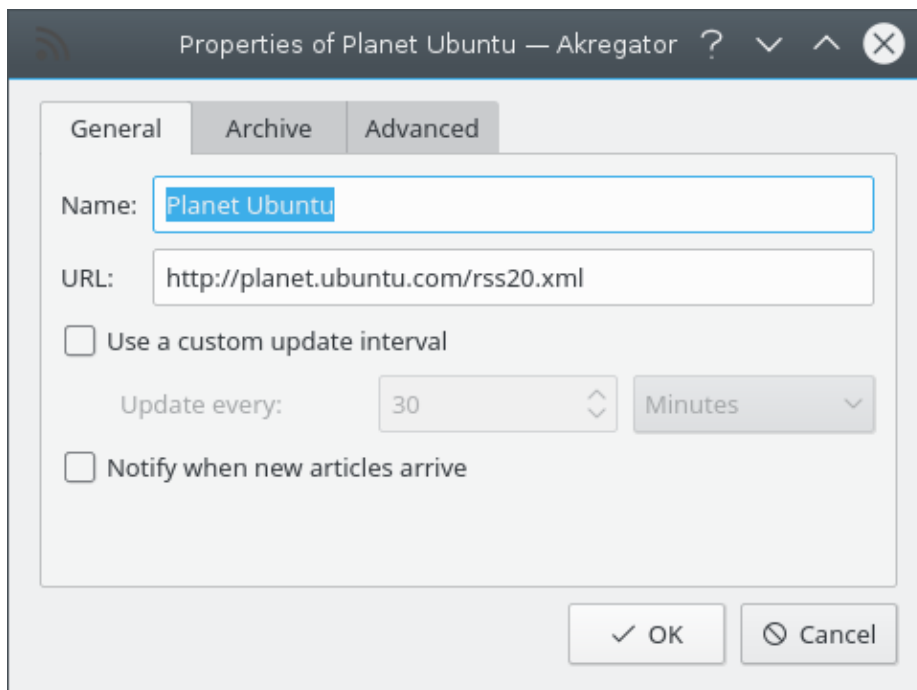 Properties of Planet Ubuntu — Akregator
General Archive Advanced
Name: Planet Ubuntu
URL: http://planet.ubuntu.com/rss20.xml
Use a custom update interval
Update every: 30 Minutes
Notify when new articles arrive
OK Cancel